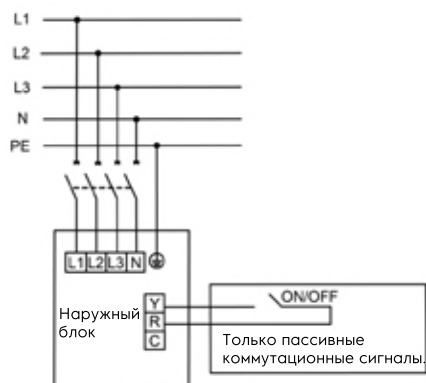 L1
L2
L3
N
PE
L1 L2 L3 N
Y
R
C
Наружный
блок
ON/OFF
Только пассивные
коммутационные сигналы.